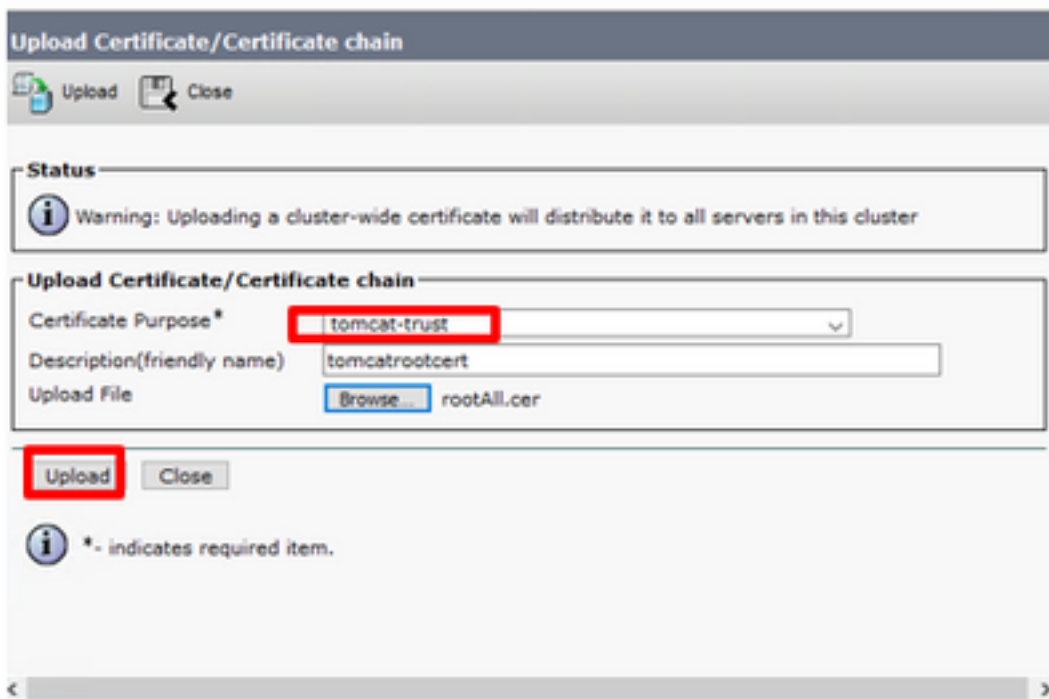 Upload Certificate/Certificate chain
Upload Close
Status
Warning: Uploading a cluster-wide certificate will distribute it to all servers in this cluster
Upload Certificate/Certificate chain
Certificate Purpose* tomcat-trust
Description(friendly name) tomcatrootcert
Upload File Browse... rootAll.cer
Upload Close
*- indicates required item.